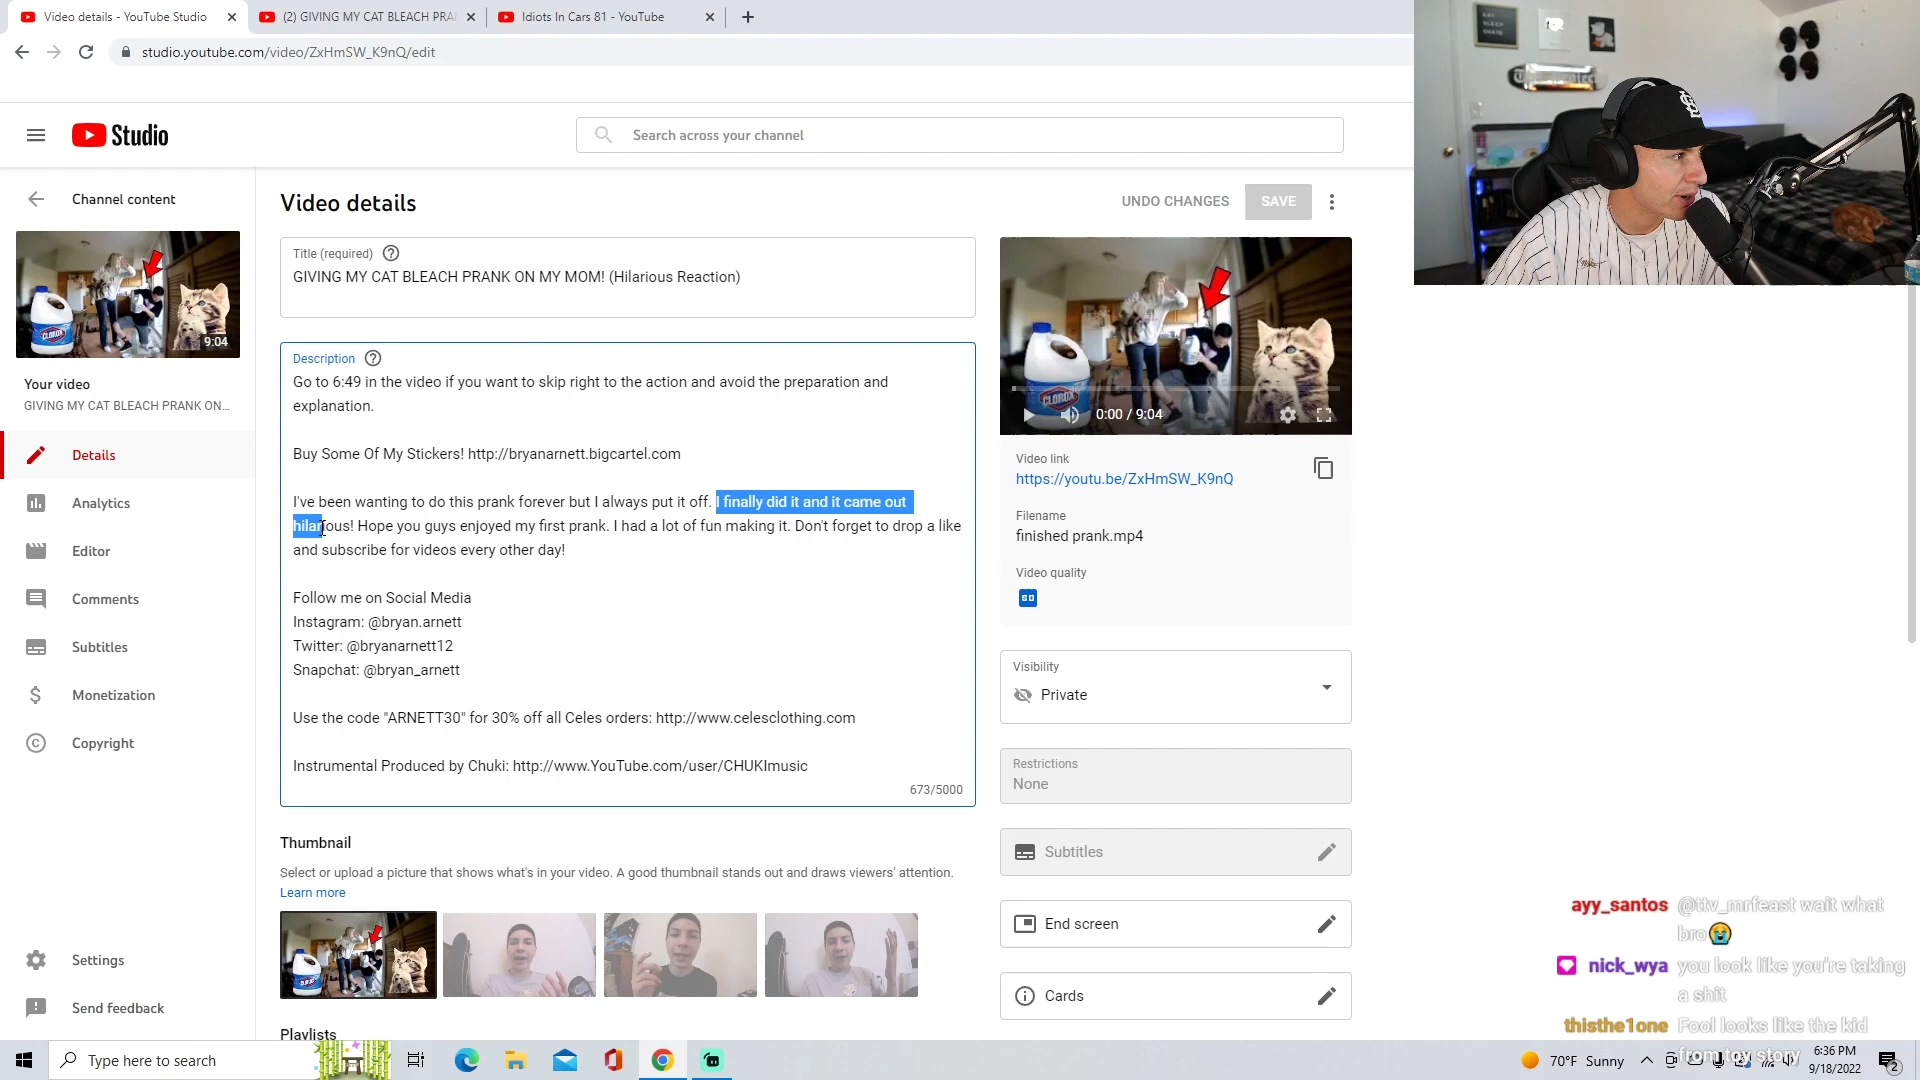 Video details - YouTube Studio
(2) GIVING MY CAT BLEACH PRA
Idiots In Cars 81 - YouTube
studio.youtube.com/video/ZxHmSW_K9nQ/edit
Studio
Search across your channel
Channel content
9:04
Your video
GIVING MY CAT BLEACH PRANK ON...
Details
Analytics
Editor
Comments
Subtitles
Monetization
Copyright
Settings
Send feedback
Video details
UNDO CHANGES
SAVE
Title (required)
GIVING MY CAT BLEACH PRANK ON MY MOM! (Hilarious Reaction)
Description
Go to 6:49 in the video if you want to skip right to the action and avoid the preparation and
explanation.
Buy Some Of My Stickers! http://bryanarnett.bigcartel.com
I've been wanting to do this prank forever but I always put it off. I finally did it and it came out
hilarious! Hope you guys enjoyed my first prank. I had a lot of fun making it. Don't forget to drop a like
and subscribe for videos every other day!
Follow me on Social Media
Instagram: @bryan.arnett
Twitter: @bryanarnett12
Snapchat: @bryan_arnett
Use the code "ARNETT30" for 30% off all Celes orders: http://www.celesclothing.com
Instrumental Produced by Chuki: http://www.YouTube.com/user/CHUKImusic
673/5000
Thumbnail
Select or upload a picture that shows what's in your video. A good thumbnail stands out and draws viewers' attention.
Learn more
Playlists
CLOROX
0:00 / 9:04
Video link
https://youtu.be/ZxHmSW_K9nQ
Filename
finished prank.mp4
Video quality
SD
Visibility
Private
Restrictions
None
Subtitles
End screen
Cards
EAT
SLEEP
SKATE
ayy_santos @ttv_mrfeast wait what
bro😭
nick_wya you look like you're taking
a shit
thisthe1one Fool looks like the kid
from toy story
Type here to search
70°F Sunny
6:36 PM
9/18/2022
2